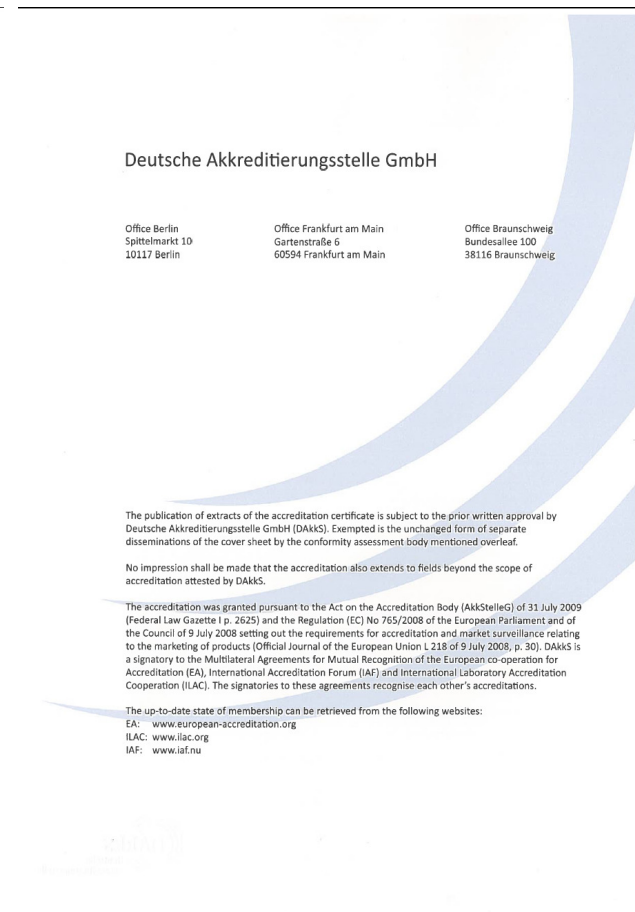 Deutsche Akkreditierungsstelle GmbH
Office Berlin
Spittelmarkt 10
10117 Berlin
Office Frankfurt am Main
Gartenstraße 6
60594 Frankfurt am Main
Office Braunschweig
Bundesallee 100
38116 Braunschweig
The publication of extracts of the accreditation certificate is subject to the prior written approval by
Deutsche Akkreditierungsstelle GmbH (DAkkS). Exempted is the unchanged form of separate
disseminations of the cover sheet by the conformity assessment body mentioned overleaf.
No impression shall be made that the accreditation also extends to fields beyond the scope of
accreditation attested by DAkkS.
The accreditation was granted pursuant to the Act on the Accreditation Body (AkkStelleG) of 31 July 2009
(Federal Law Gazette I p. 2625) and the Regulation (EC) No 765/2008 of the European Parliament and of
the Council of 9 July 2008 setting out the requirements for accreditation and market surveillance relating
to the marketing of products (Official Journal of the European Union L 218 of 9 July 2008, p. 30). DAkkS is
a signatory to the Multilateral Agreements for Mutual Recognition of the European co-operation for
Accreditation (EA), International Accreditation Forum (IAF) and International Laboratory Accreditation
Cooperation (ILAC). The signatories to these agreements recognise each other's accreditations.
The up-to-date state of membership can be retrieved from the following websites:
EA: www.european-accreditation.org
ILAC: www.ilac.org
IAF: www.iaf.nu